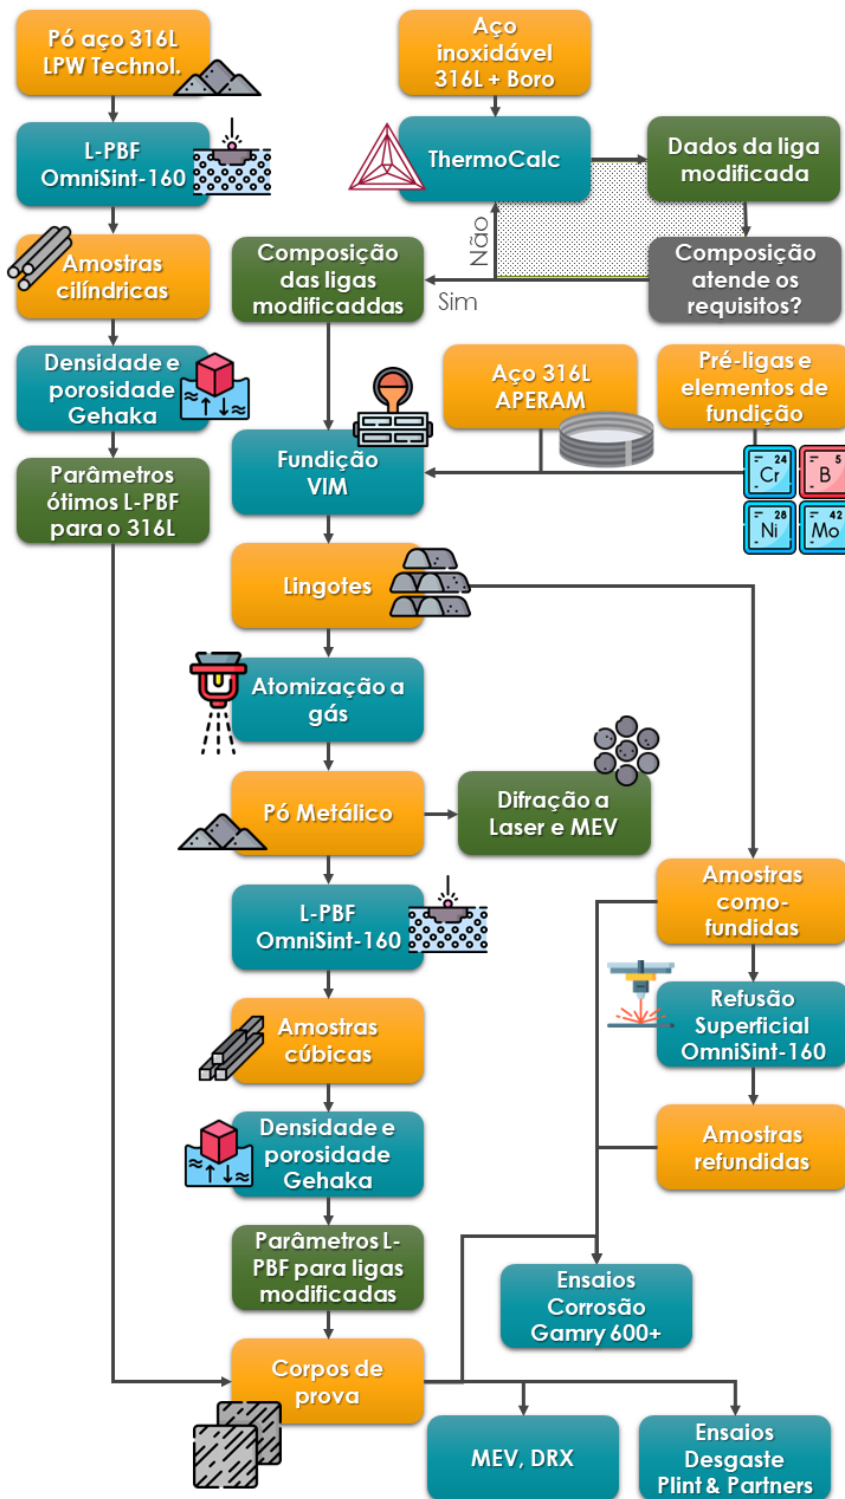 Pó aço 316L
LPW Technol.
L-PBF
OmniSint-160
Amostras
cilíndricas
Densidade e
porosidade
Gehaka
Parâmetros
ótimos L-PBF
para o 316L
Aço
inoxidável
316L + Boro
ThermoCalc
Dados da liga
modificada
Não
Composição
atende os
requisitos?
Sim
Composição
das ligas
modificaddas
Aço 316L
APERAM
Pré-ligas e
elementos de
fundição
24
Cr
5
B
28
Ni
42
Mo
Fundição
VIM
Lingotes
Atomização a
gás
Pó Metálico
Difração a
Laser e MEV
L-PBF
OmniSint-160
Amostras
cúbicas
Densidade e
porosidade
Gehaka
Parâmetros L-
PBF para ligas
modificadas
Corpos de
prova
Amostras
como-
fundidas
Refusão
Superficial
OmniSint-160
Amostras
refundidas
Ensaios
Corrosão
Gamry 600+
MEV, DRX
Ensaios
Desgaste
Plint & Partners